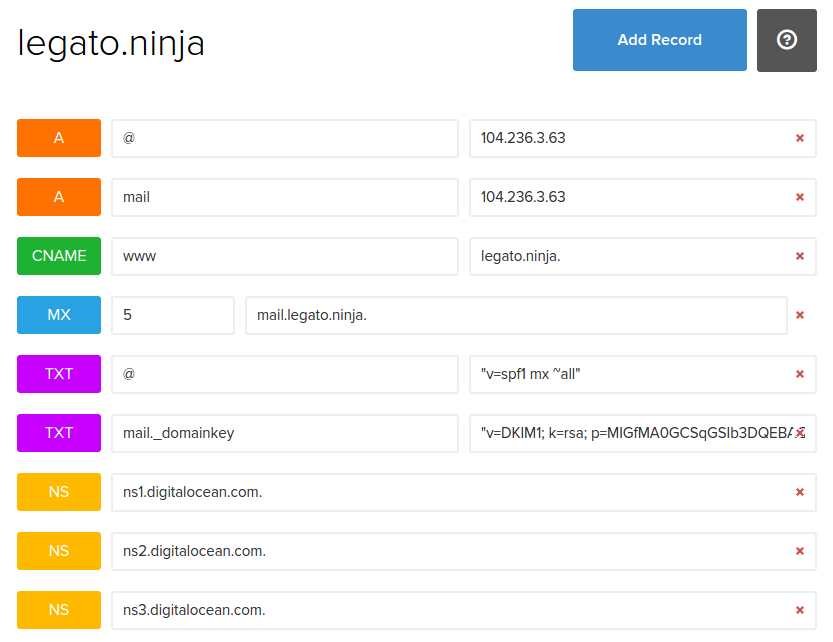 legato.ninja
Add Record
A @ 104.236.3.63
A mail 104.236.3.63
CNAME www legato.ninja.
MX 5 mail.legato.ninja.
TXT @ "v=spf1 mx ~all"
TXT mail._domainkey "v=DKIM1; k=rsa; p=MIGfMA0GCSqGSIb3DQEBA
NS ns1.digitalocean.com.
NS ns2.digitalocean.com.
NS ns3.digitalocean.com.